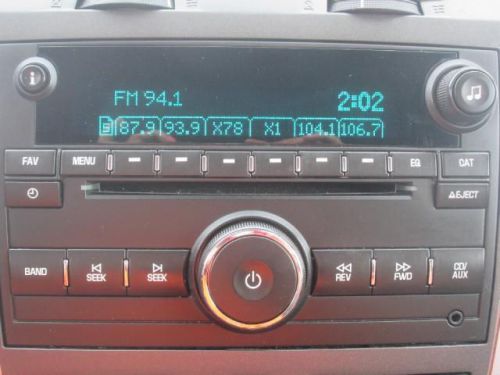 FM 94.1 2:02
87.9 93.9 X78 X1 104.1 106.7
FAV MENU EQ CAT
EJECT
BAND SEEK SEEK REV FWD CD/AUX